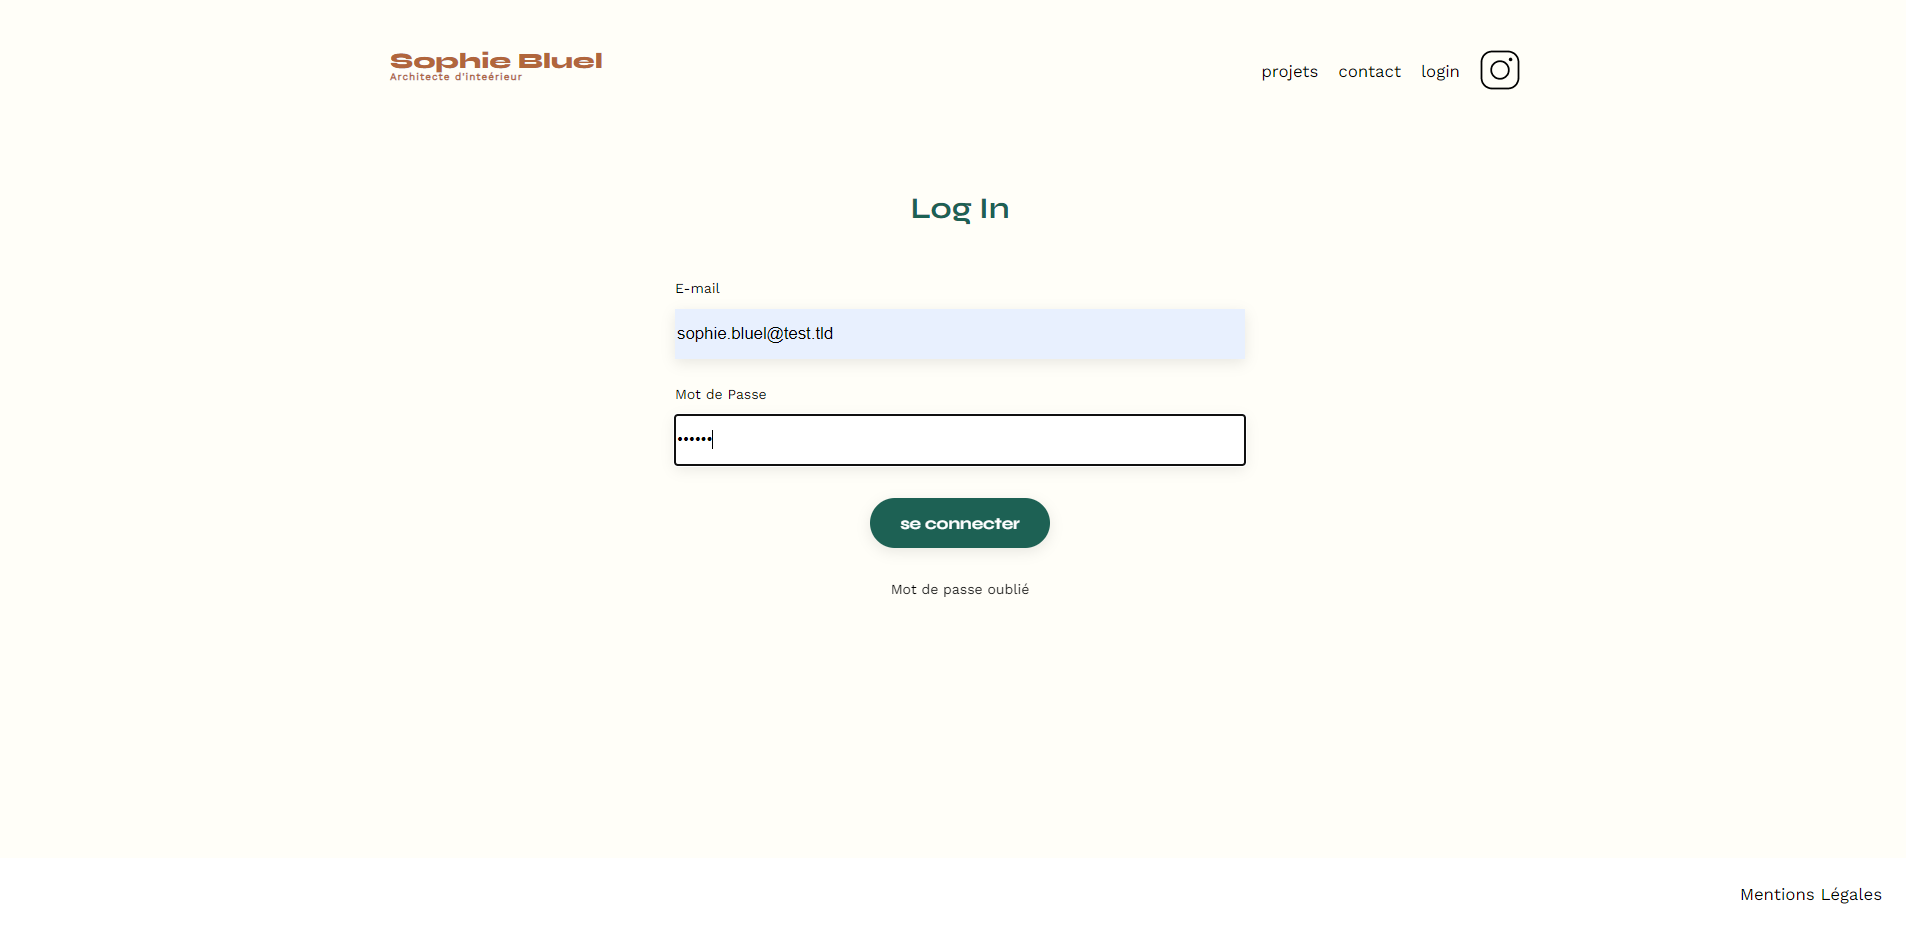 Sophie Bluel
Architecte d'inteérieur
projets contact login
Log In
E-mail
sophie.bluel@test.tld
Mot de Passe
••••••
se connecter
Mot de passe oublié
Mentions Légales